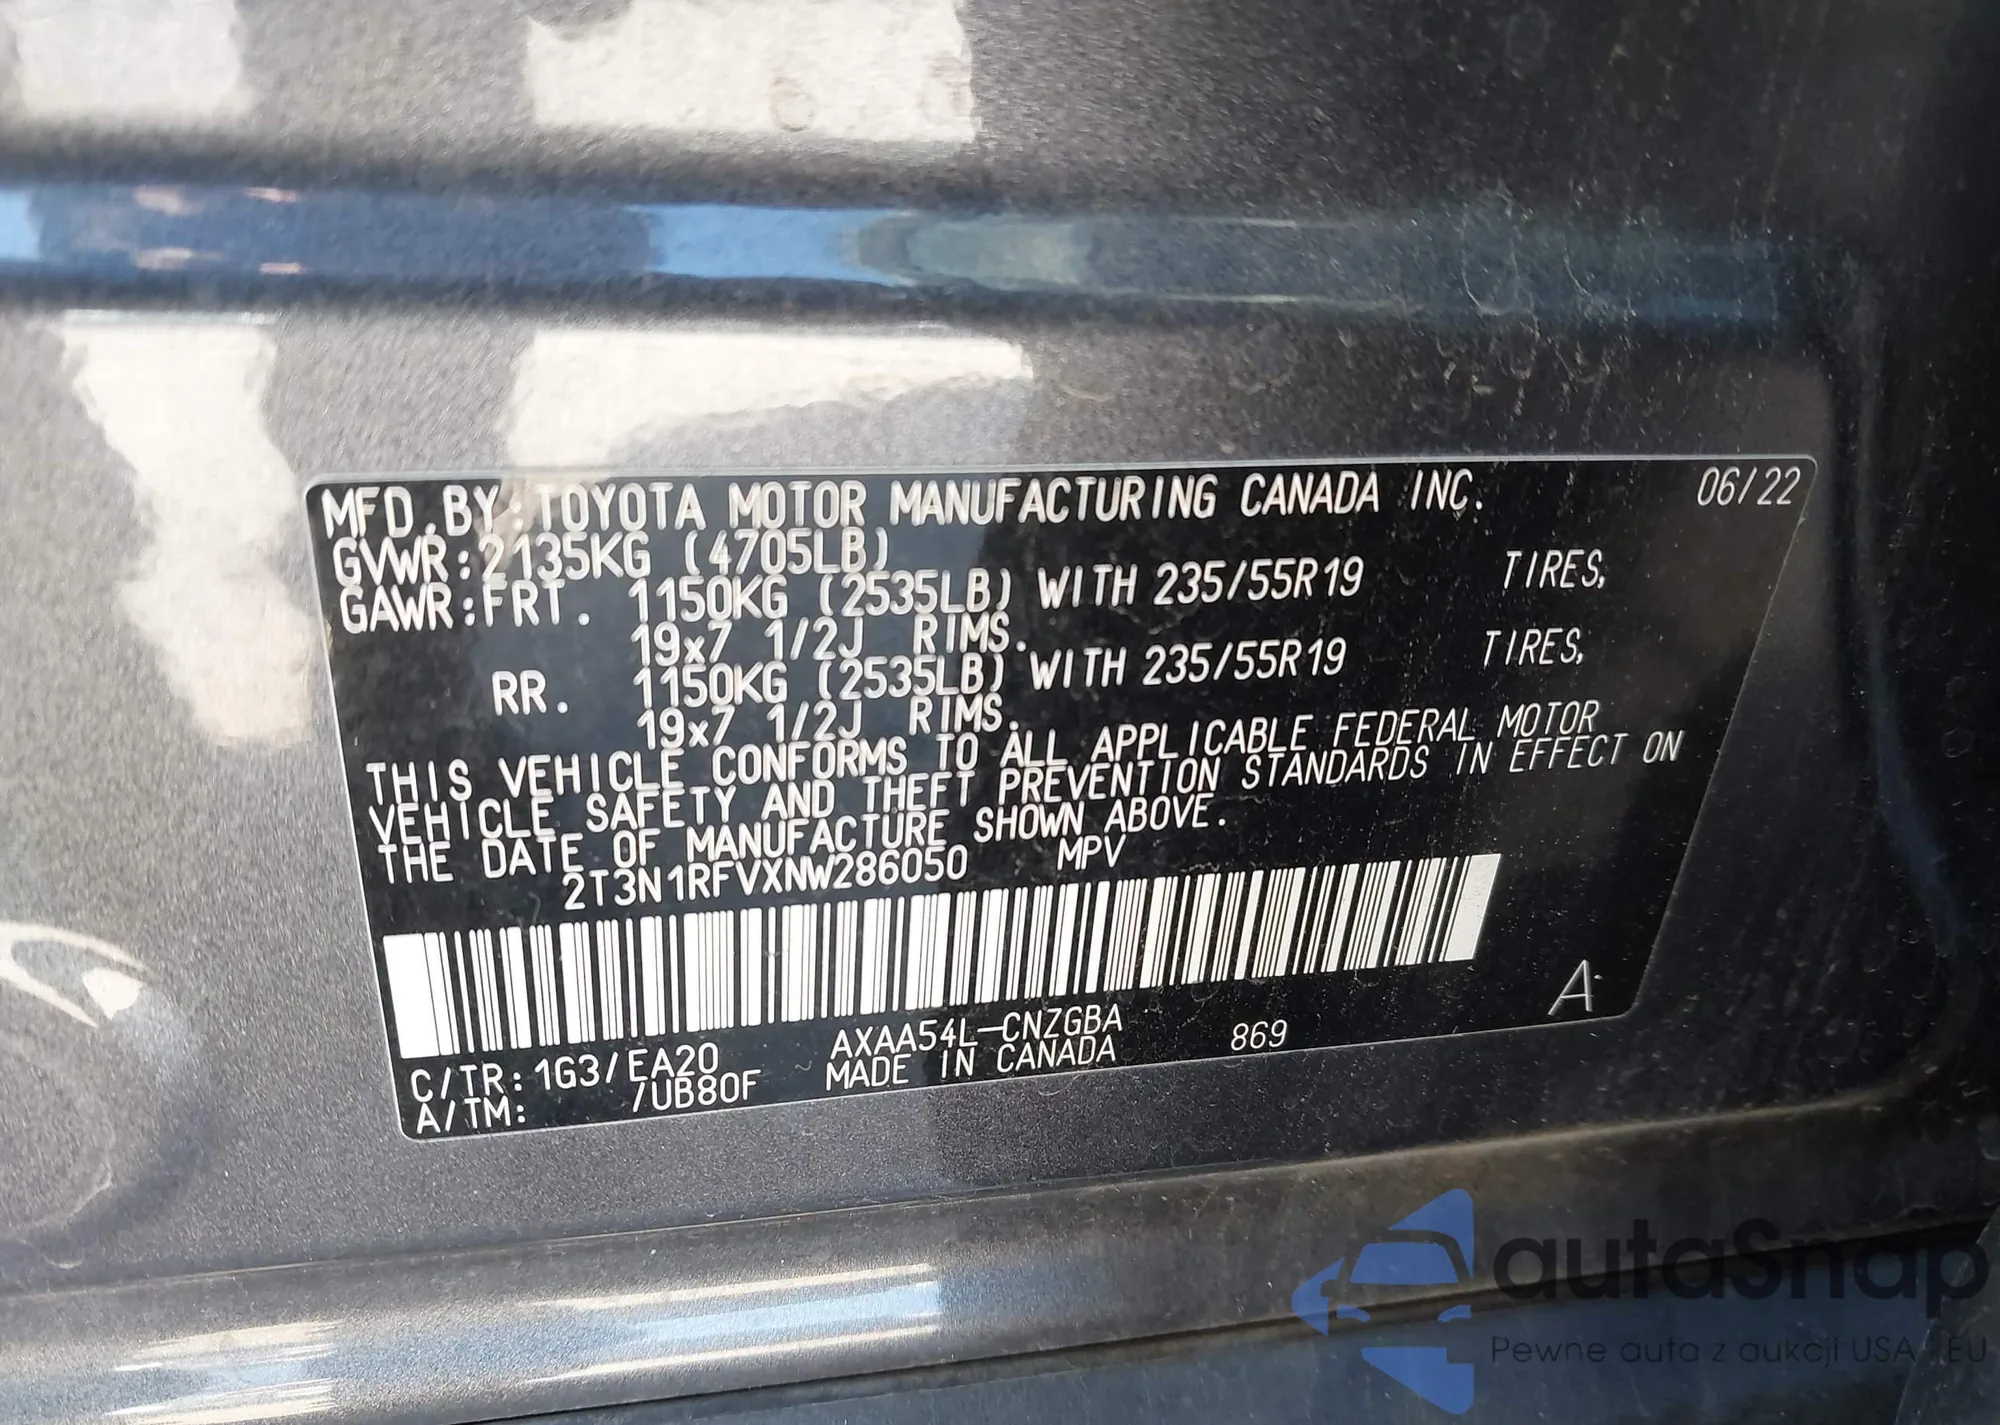 MFD.BY:TOYOTA MOTOR MANUFACTURING CANADA INC. 06/22
GVWR:2135KG (4705LB)
GAWR:FRT. 1150KG (2535LB) WITH 235/55R19 TIRES,
19x7 1/2J RIMS.
RR. 1150KG (2535LB) WITH 235/55R19 TIRES,
19x7 1/2J RIMS.
THIS VEHICLE CONFORMS TO ALL APPLICABLE FEDERAL MOTOR
VEHICLE SAFETY AND THEFT PREVENTION STANDARDS IN EFFECT ON
THE DATE OF MANUFACTURE SHOWN ABOVE.
2T3N1RFVXNW286050 MPV
A
C/TR:1G3/EA20 AXAA54L-CNZGBA 869
A/TM: /UB80F MADE IN CANADA
autaSnap
Pewne auta z aukcji USA i EU